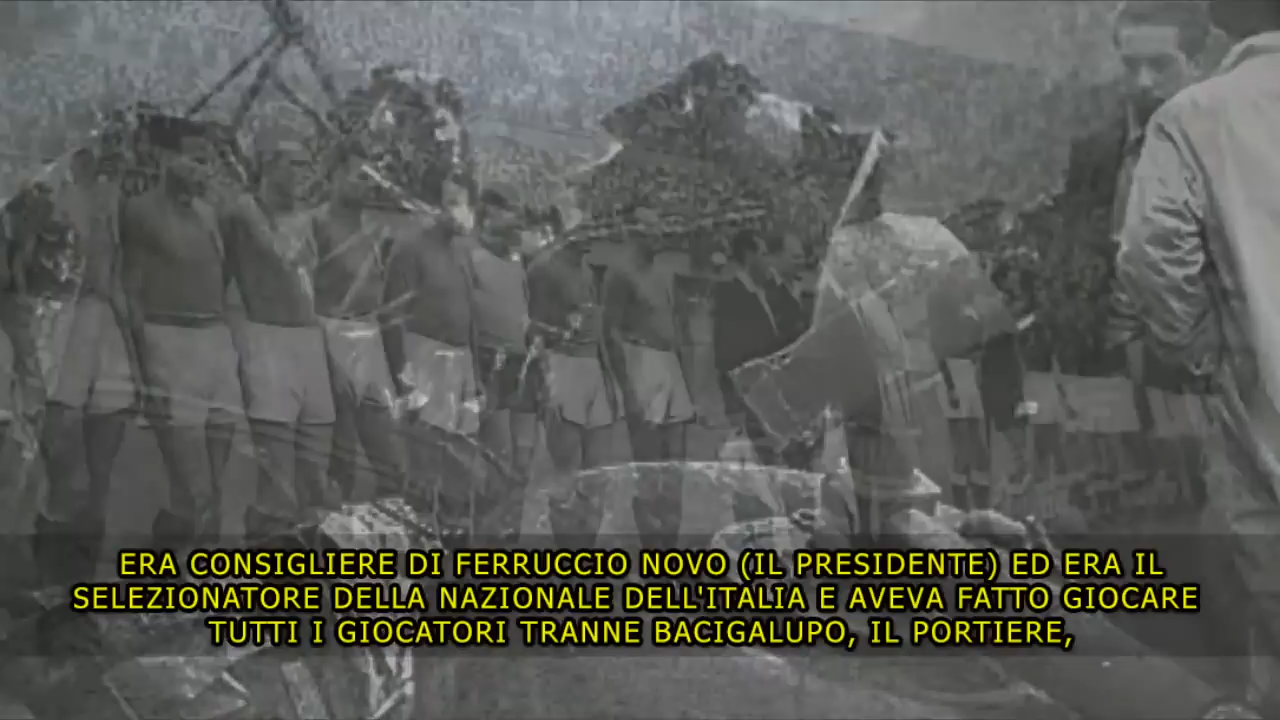 ERA CONSIGLIERE DI FERRUCCIO NOVO (IL PRESIDENTE) ED ERA IL
SELEZIONATORE DELLA NAZIONALE DELL'ITALIA E AVEVA FATTO GIOCARE
TUTTI I GIOCATORI TRANNE BACIGALUPO, IL PORTIERE,